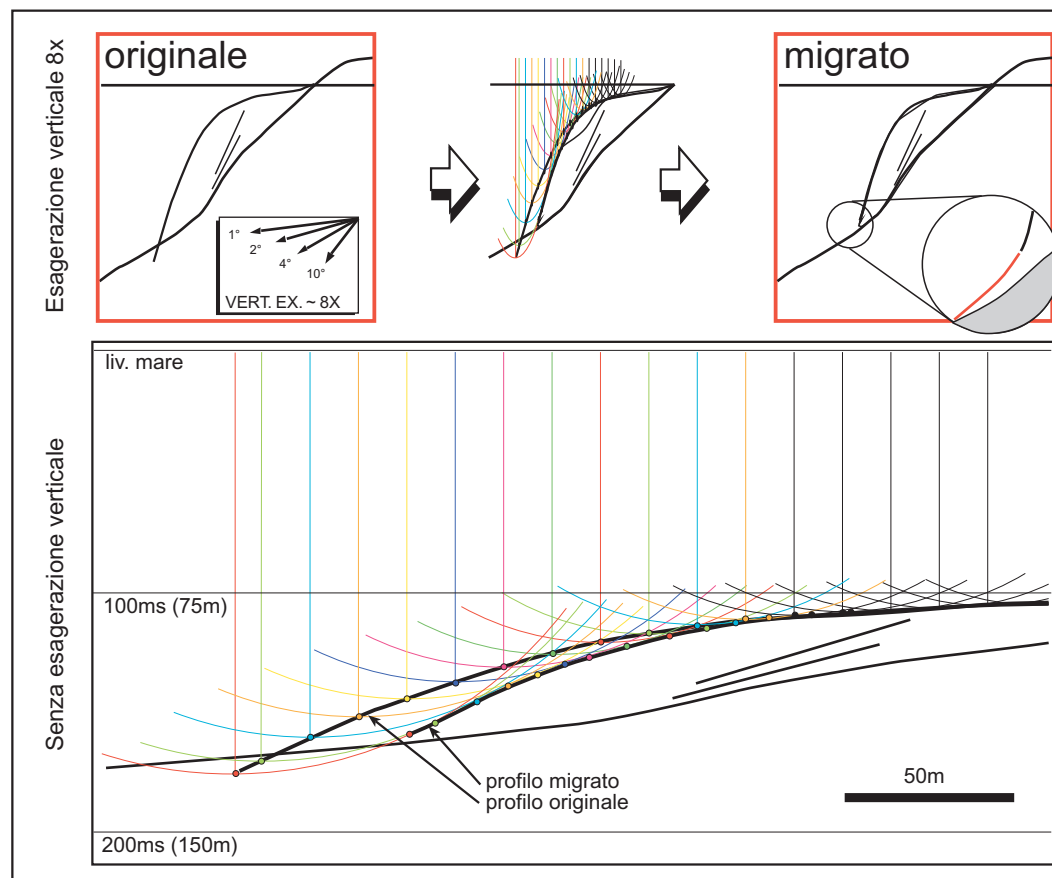 Esagerazione verticale 8x
originale
1°
2°
4°
10°
VERT. EX. ~ 8X
migrato
Senza esagerazione verticale
liv. mare
100ms (75m)
profilo migrato
profilo originale
50m
200ms (150m)